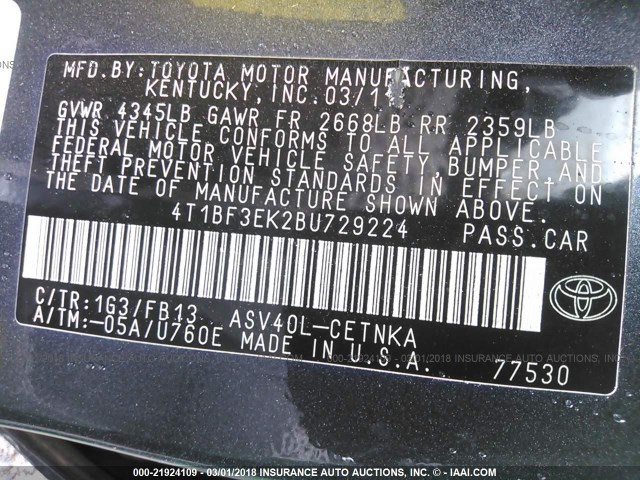 MFD.BY:TOYOTA MOTOR MANUFACTURING,
KENTUCKY, INC. 03/11
GVWR 4345LB GAWR FR 2668LB RR 2359LB
THIS VEHICLE CONFORMS TO ALL APPLICABLE
FEDERAL MOTOR VEHICLE SAFETY, BUMPER AND
THEFT PREVENTION STANDARDS IN EFFECT ON
THE DATE OF MANUFACTURE SHOWN ABOVE.
4T1BF3EK2BU729224 PASS.CAR
C/TR:1G3/FB13 ASV40L-CETNKA
A/TM:-05A/U760E MADE IN U.S.A. 77530
000-21924109 - 03/01/2018 INSURANCE AUTO AUCTIONS, INC. - © - IAAI.COM